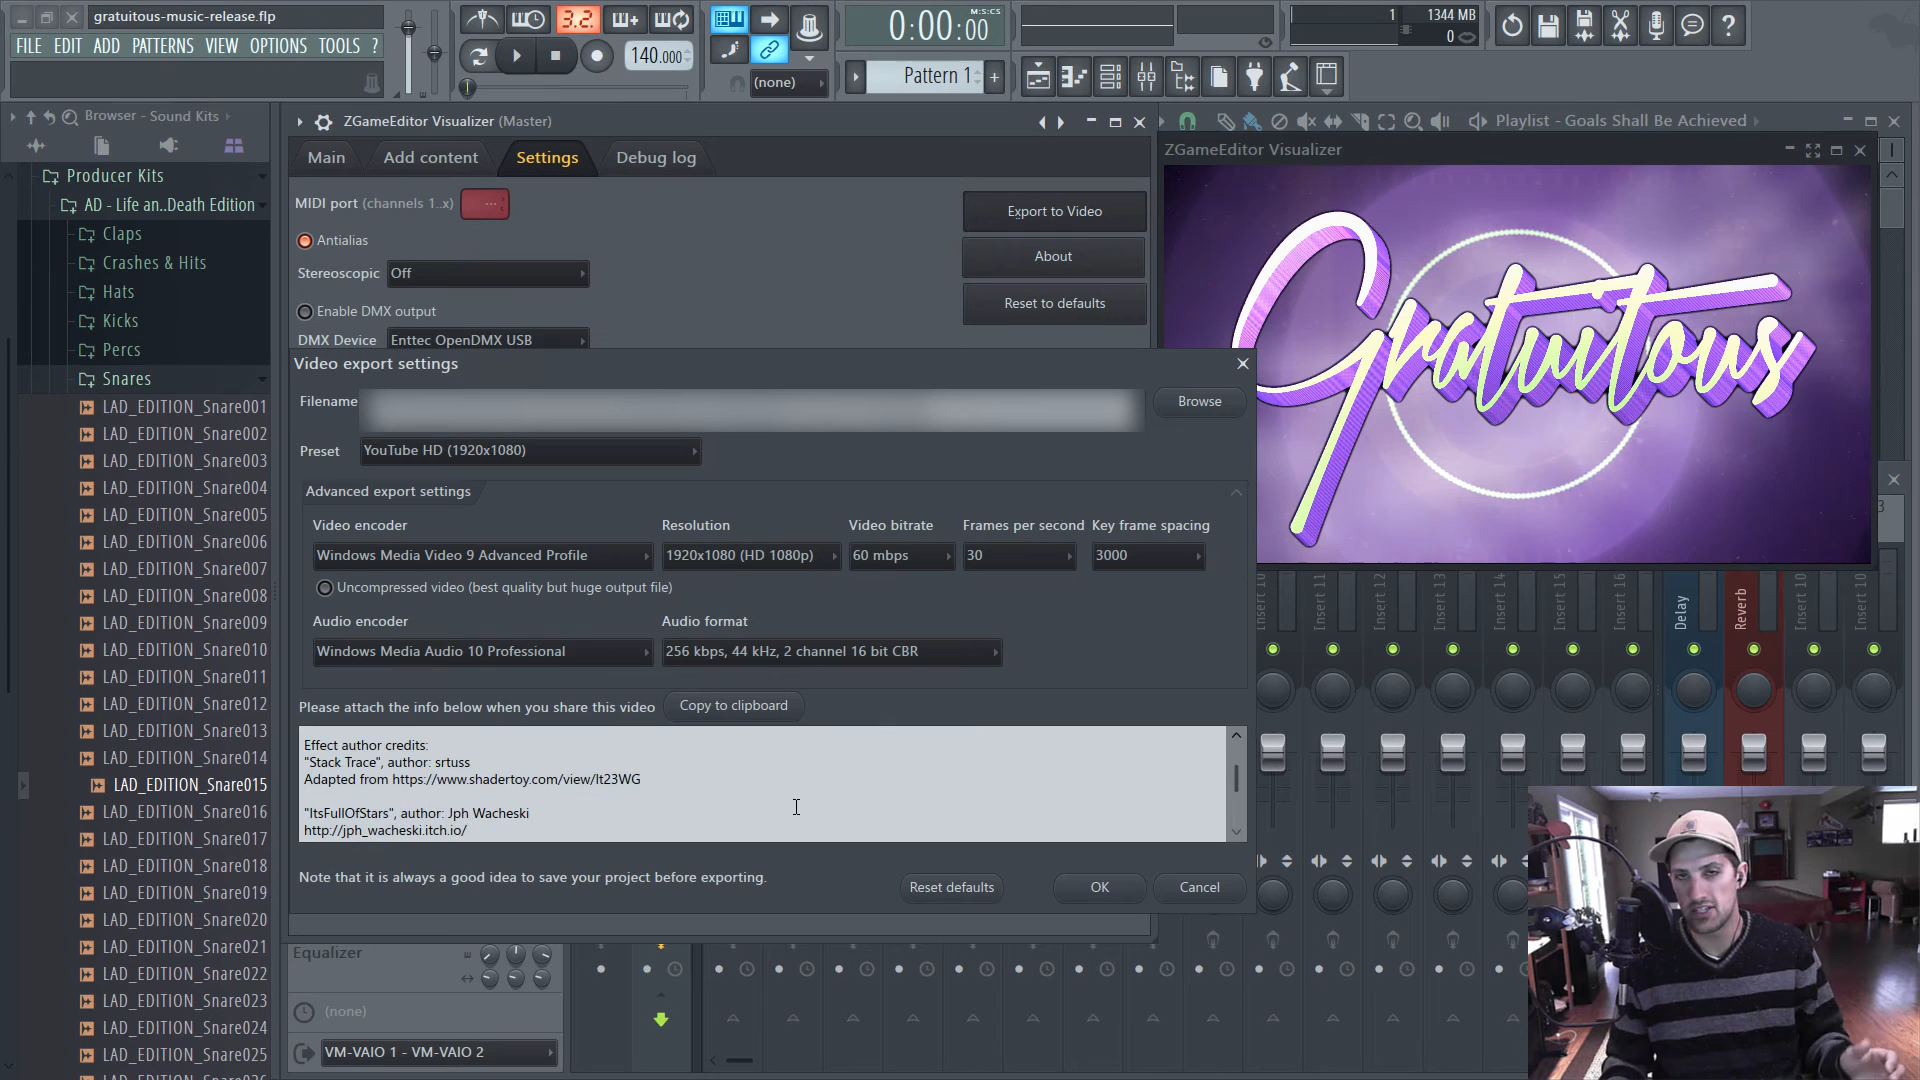 gratuitous-music-release.flp
FILE EDIT ADD PATTERNS VIEW OPTIONS TOOLS ?
3.2.
140.000
(none)
0:00:00
M:S:CS
Pattern 1
+
1
1344 MB
0
?
Browser - Sound Kits
Producer Kits
AD - Life an..Death Edition
Claps
Crashes & Hits
Hats
Kicks
Percs
Snares
LAD_EDITION_Snare001
LAD_EDITION_Snare002
LAD_EDITION_Snare003
LAD_EDITION_Snare004
LAD_EDITION_Snare005
LAD_EDITION_Snare006
LAD_EDITION_Snare007
LAD_EDITION_Snare008
LAD_EDITION_Snare009
LAD_EDITION_Snare010
LAD_EDITION_Snare011
LAD_EDITION_Snare012
LAD_EDITION_Snare013
LAD_EDITION_Snare014
LAD_EDITION_Snare015
LAD_EDITION_Snare016
LAD_EDITION_Snare017
LAD_EDITION_Snare018
LAD_EDITION_Snare019
LAD_EDITION_Snare020
LAD_EDITION_Snare021
LAD_EDITION_Snare022
LAD_EDITION_Snare023
LAD_EDITION_Snare024
LAD_EDITION_Snare025
ZGameEditor Visualizer (Master)
Main
Add content
Settings
Debug log
MIDI port (channels 1..x)
Export to Video
Antialias
About
Stereoscopic
Off
Reset to defaults
Enable DMX output
DMX Device
Enttec OpenDMX USB
Video export settings
Filename
Browse
Preset
YouTube HD (1920x1080)
Advanced export settings
Video encoder
Resolution
Video bitrate
Frames per second
Key frame spacing
Windows Media Video 9 Advanced Profile
1920x1080 (HD 1080p)
60 mbps
30
3000
Uncompressed video (best quality but huge output file)
Audio encoder
Audio format
Windows Media Audio 10 Professional
256 kbps, 44 kHz, 2 channel 16 bit CBR
Please attach the info below when you share this video
Copy to clipboard
Effect author credits:
"Stack Trace", author: srtuss
Adapted from https://www.shadertoy.com/view/lt23WG
"ItsFullOfStars", author: Jph Wacheski
http://jph_wacheski.itch.io/
Note that it is always a good idea to save your project before exporting.
Reset defaults
OK
Cancel
Equalizer
(none)
VM-VAIO 1 - VM-VAIO 2
Playlist - Goals Shall Be Achieved
ZGameEditor Visualizer
Gratuitous
3
Insert 10
Insert 11
Insert 12
Insert 13
Insert 14
Insert 15
Insert 16
Delay
Reverb
Insert 10
Insert 10